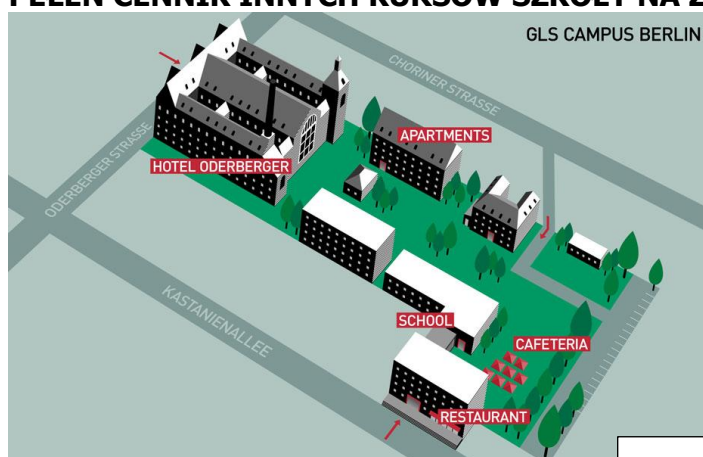 PEŁEN CENNIK INNYCH KURSÓW SZKOŁY NA
GLS CAMPUS BERLIN
CHORINER STRASSE
APARTMENTS
HOTEL ODERBERGER
ODERBERGER STRASSE
KASTANIENALLEE
SCHOOL
CAFETERIA
RESTAURANT